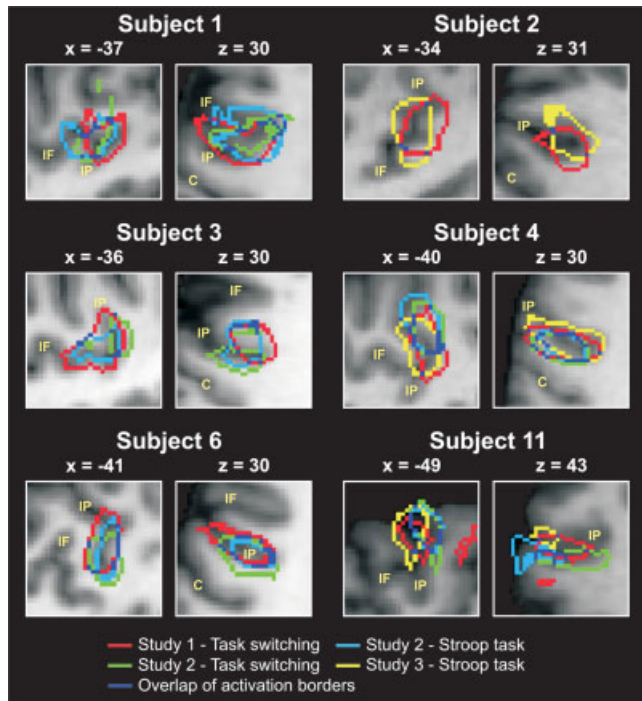 Subject 1 Subject 2
x = -37 z = 30 x = -34 z = 31
IF IP IF IP C IP IF IP C
Subject 3 Subject 4
x = -36 z = 30 x = -40 z = 30
IP IF IF IP C IP IF IP IP C
Subject 6 Subject 11
x = -41 z = 30 x = -49 z = 43
IP IF IF IP C IF IP IP
Study 1 - Task switching Study 2 - Stroop task
Study 2 - Task switching Study 3 - Stroop task
Overlap of activation borders